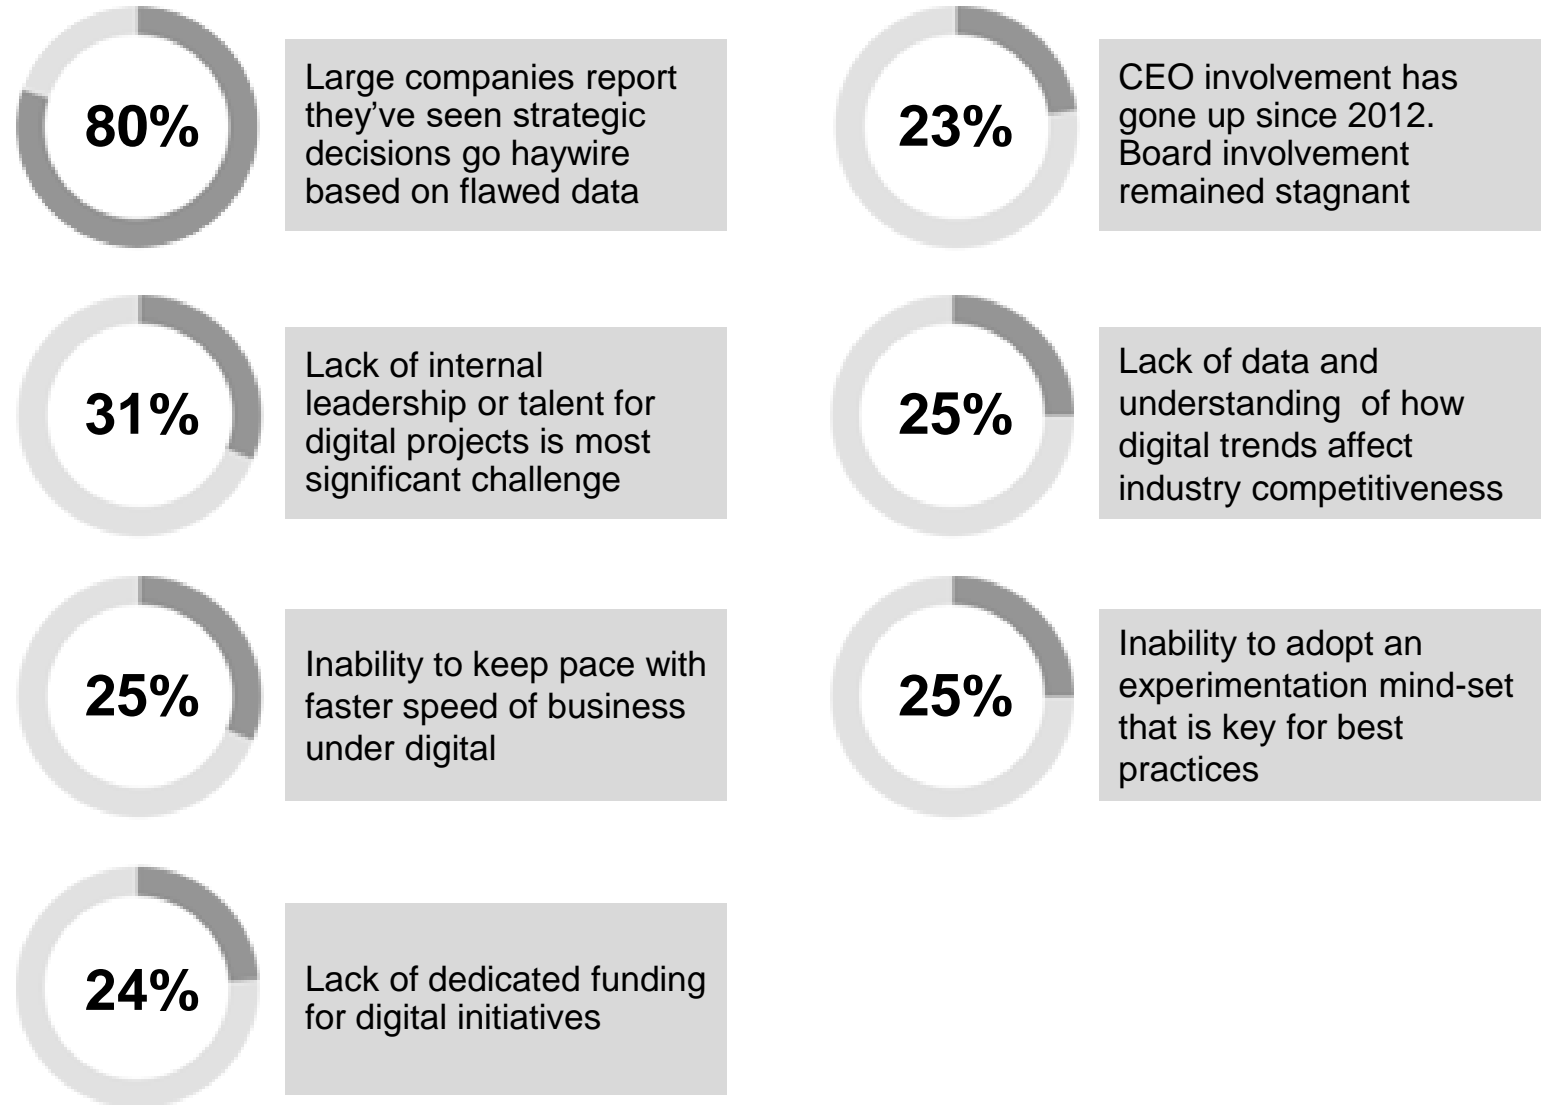 80%
Large companies report
they’ve seen strategic
decisions go haywire
based on flawed data
23%
CEO involvement has
gone up since 2012.
Board involvement
remained stagnant
31%
Lack of internal
leadership or talent for
digital projects is most
significant challenge
25%
Lack of data and
understanding  of how
digital trends affect
industry competitiveness
25%
Inability to keep pace with
faster speed of business
under digital
25%
Inability to adopt an
experimentation mind-set
that is key for best
practices
24%
Lack of dedicated funding
for digital initiatives